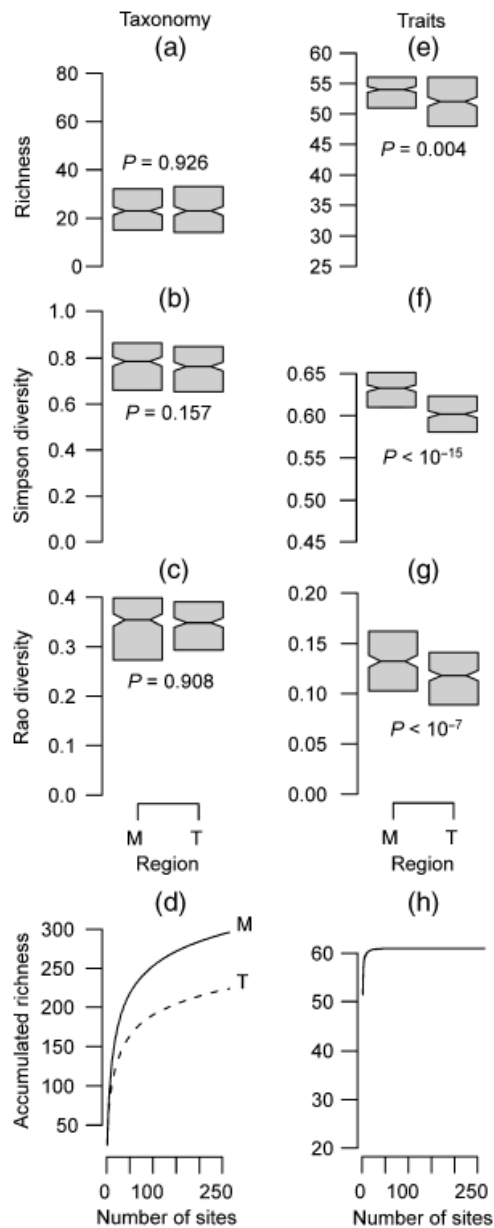 Taxonomy
(a)
Richness
80
60
40
20
0
P = 0.926
Traits
(e)
60
55
50
45
40
35
30
25
P = 0.004
(b)
Simpson diversity
1.0
0.8
0.6
0.4
0.2
0.0
P = 0.157
(f)
0.65
0.60
0.55
0.50
0.45
P < 10⁻¹⁵
(c)
Rao diversity
0.4
0.3
0.2
0.1
0.0
P = 0.908
M T
Region
(g)
0.20
0.15
0.10
0.05
0.00
P < 10⁻⁷
M T
Region
(d)
Accumulated richness
300
250
200
150
100
50
M
T
0 100 250
Number of sites
(h)
60
50
40
30
20
0 100 250
Number of sites